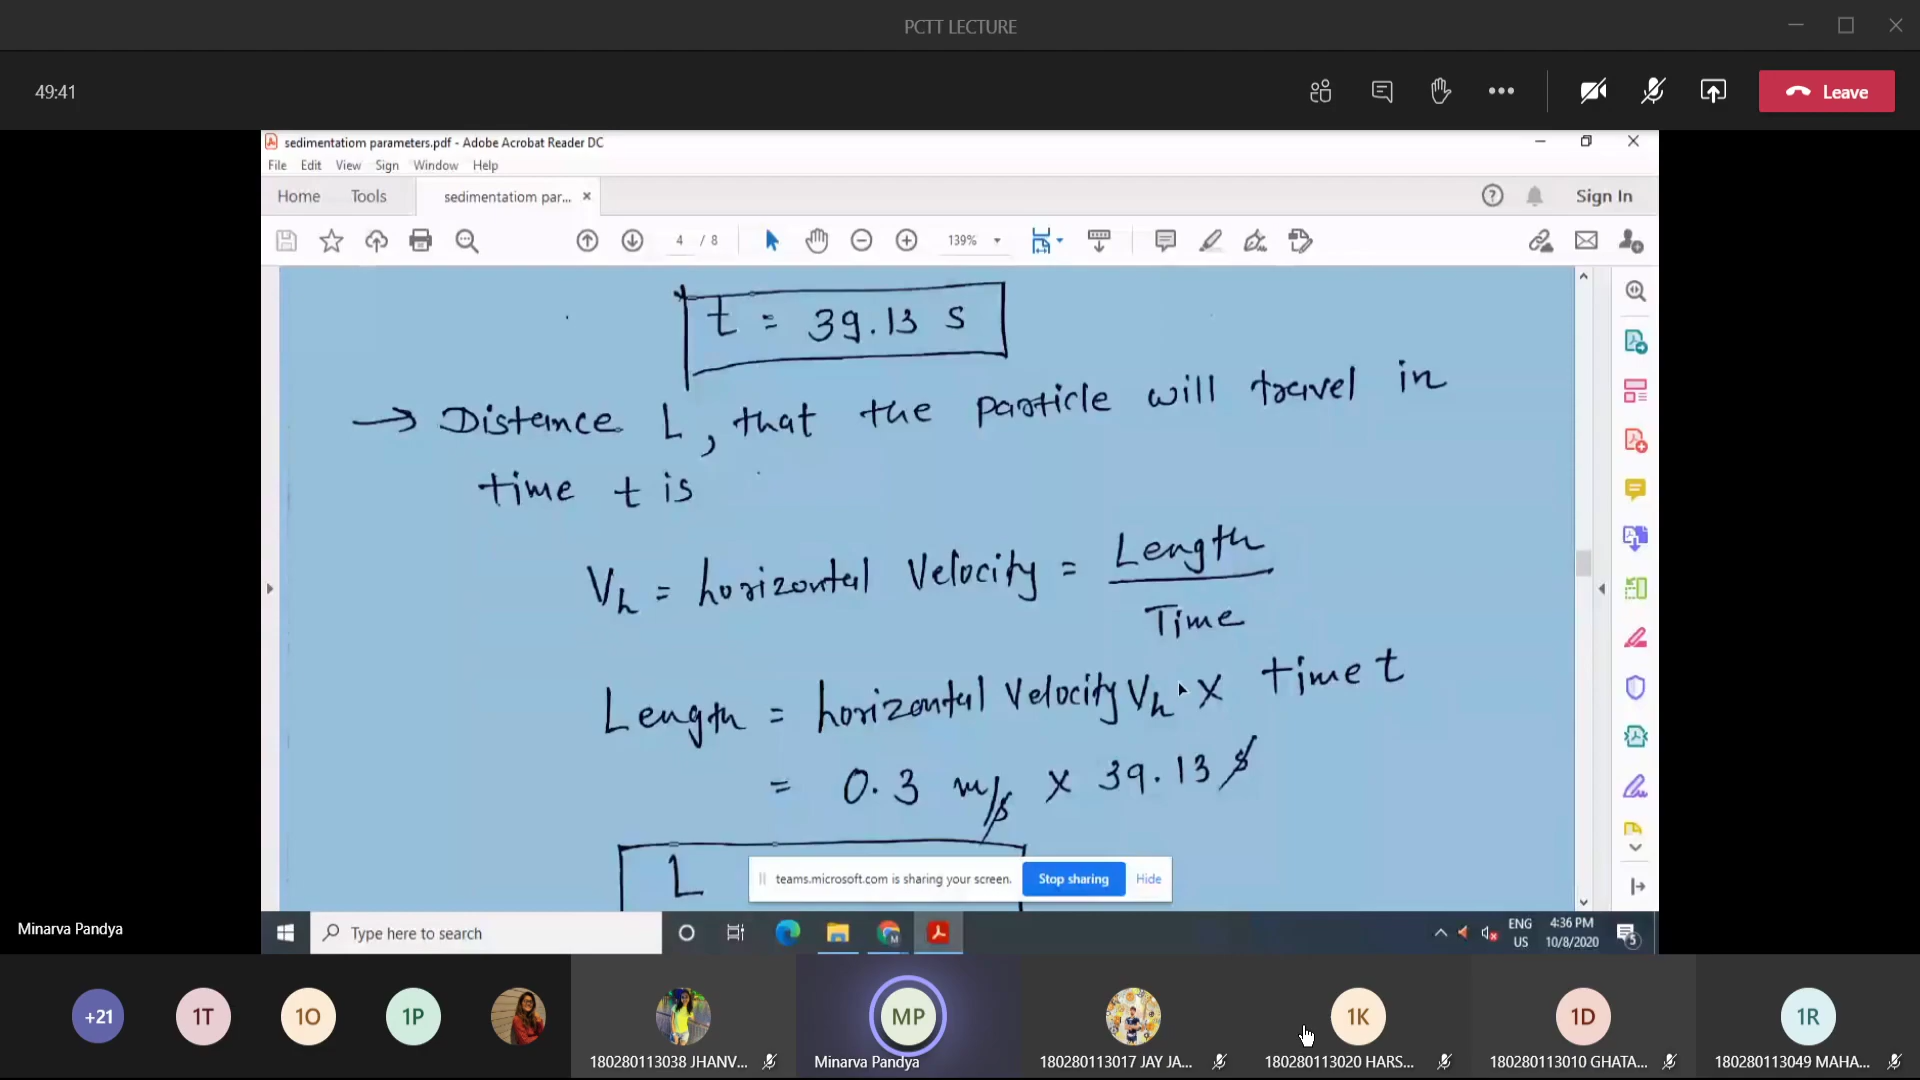 PCTT LECTURE
49:41
Leave
sedimentatiom parameters.pdf - Adobe Acrobat Reader DC
File Edit View Sign Window Help
Home Tools sedimentatiom par... × Sign In
4 / 8 139%
t = 39.13 s
→ Distance L, that the particle will travel in
time t is
Vh = horizontal Velocity = Length
Time
Length = horizontal Velocity Vh × time t
= 0.3 m/s × 39.13 s
L
teams.microsoft.com is sharing your screen. Stop sharing Hide
Minarva Pandya
Type here to search
ENG 4:36 PM
US 10/8/2020 5
+21 1T 1O 1P MP 1K 1D 1R
180280113038 JHANV... Minarva Pandya 180280113017 JAY JA... 180280113020 HARS... 180280113010 GHATA... 180280113049 MAHA...